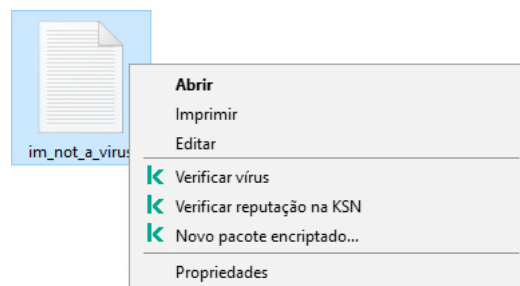 Abrir
Imprimir
Editar
im_not_a_virus
Verificar vírus
Verificar reputação na KSN
Novo pacote encriptado...
Propriedades